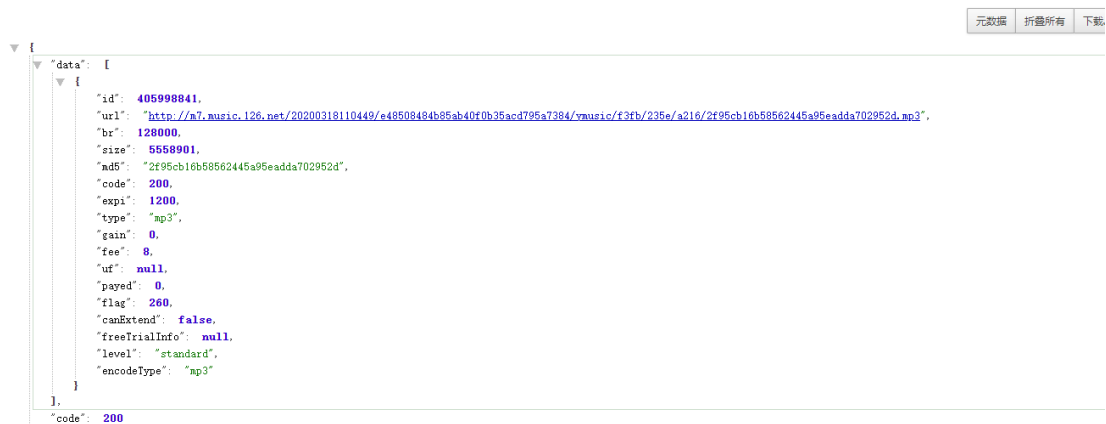 元数据 折叠所有 下载
{
"data": [
{
"id": 405998841,
"url": "http://m7.music.126.net/20200318110449/e48508484b85ab40f0b35acd795a7384/ymusic/f3fb/235e/a216/2f95cb16b58562445a95eadda702952d.mp3",
"br": 128000,
"size": 5558901,
"md5": "2f95cb16b58562445a95eadda702952d",
"code": 200,
"expi": 1200,
"type": "mp3",
"gain": 0,
"fee": 8,
"uf": null,
"payed": 0,
"flag": 260,
"canExtend": false,
"freeTrialInfo": null,
"level": "standard",
"encodeType": "mp3"
}
],
"code": 200